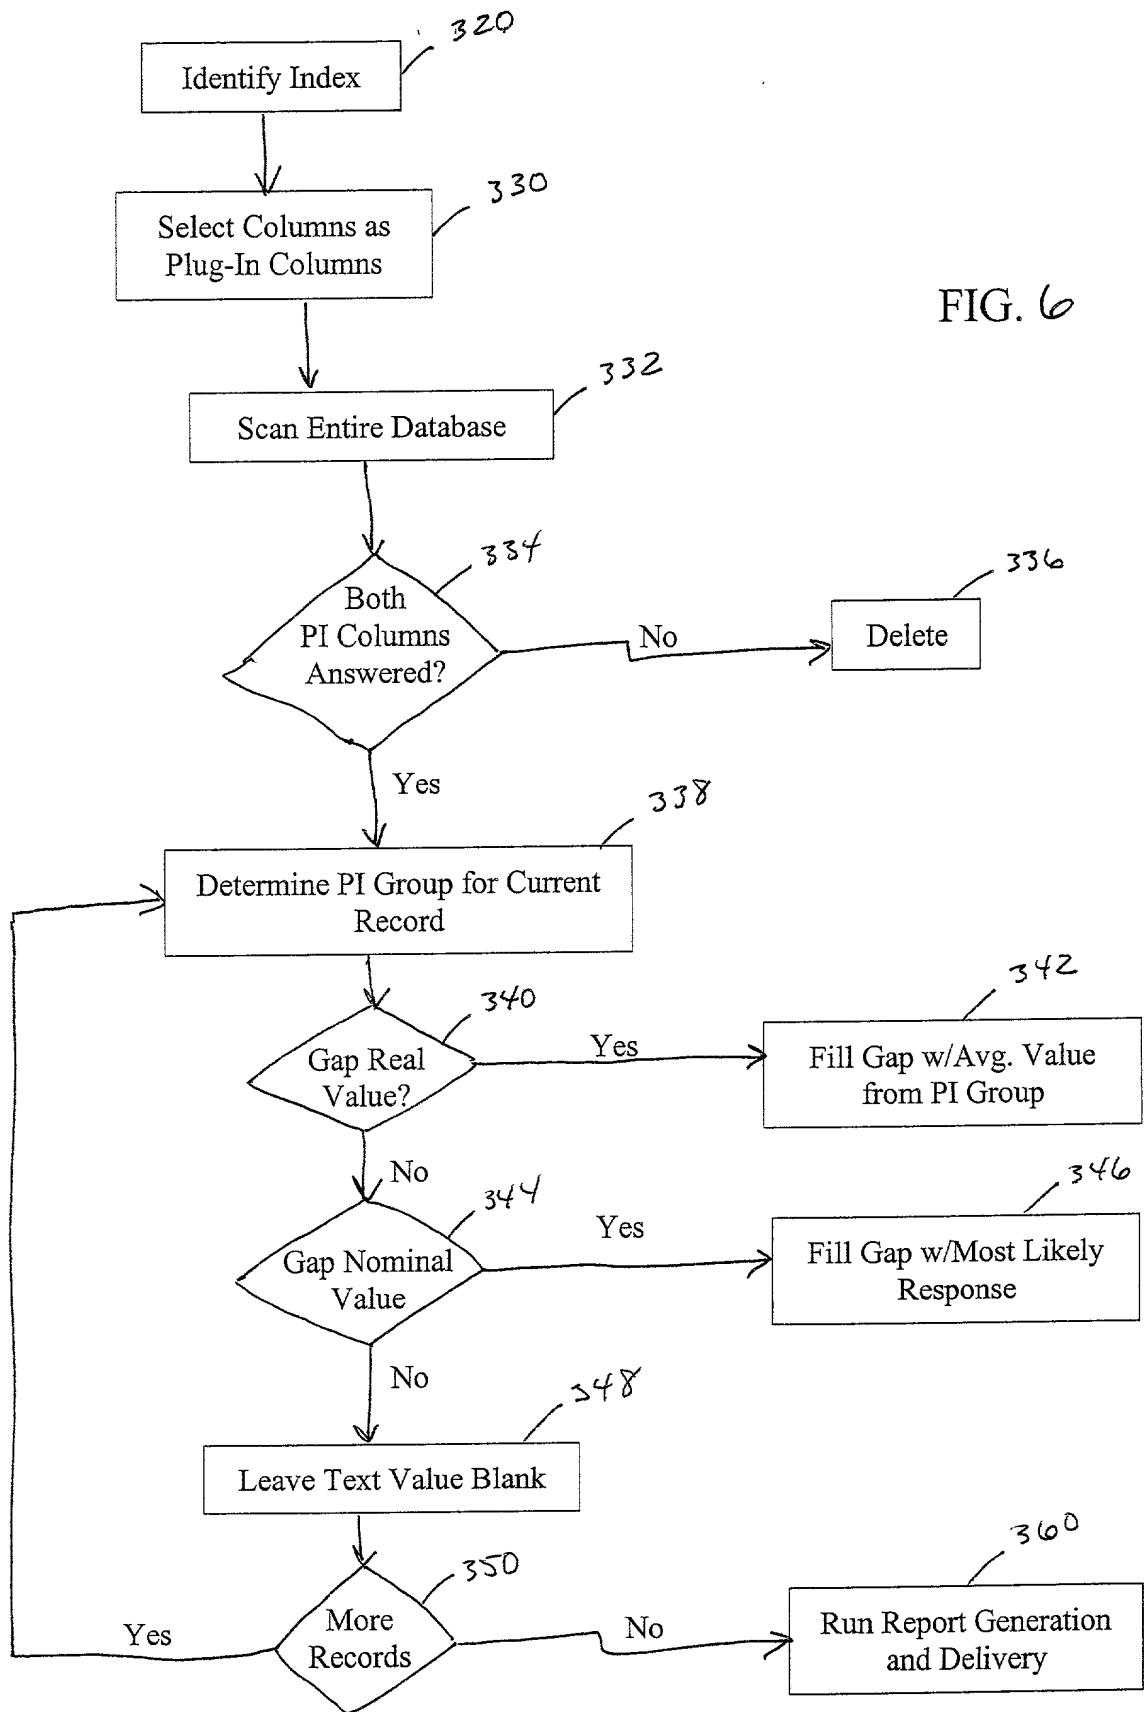 320
Identify Index
330
Select Columns as
Plug-In Columns
FIG. 6
332
Scan Entire Database
334
Both
PI Columns
Answered?
No
336
Delete
Yes
338
Determine PI Group for Current
Record
340
Gap Real
Value?
Yes
342
Fill Gap w/Avg. Value
from PI Group
No
344
Gap Nominal
Value
Yes
346
Fill Gap w/Most Likely
Response
No
348
Leave Text Value Blank
350
More
Records
Yes
No
360
Run Report Generation
and Delivery